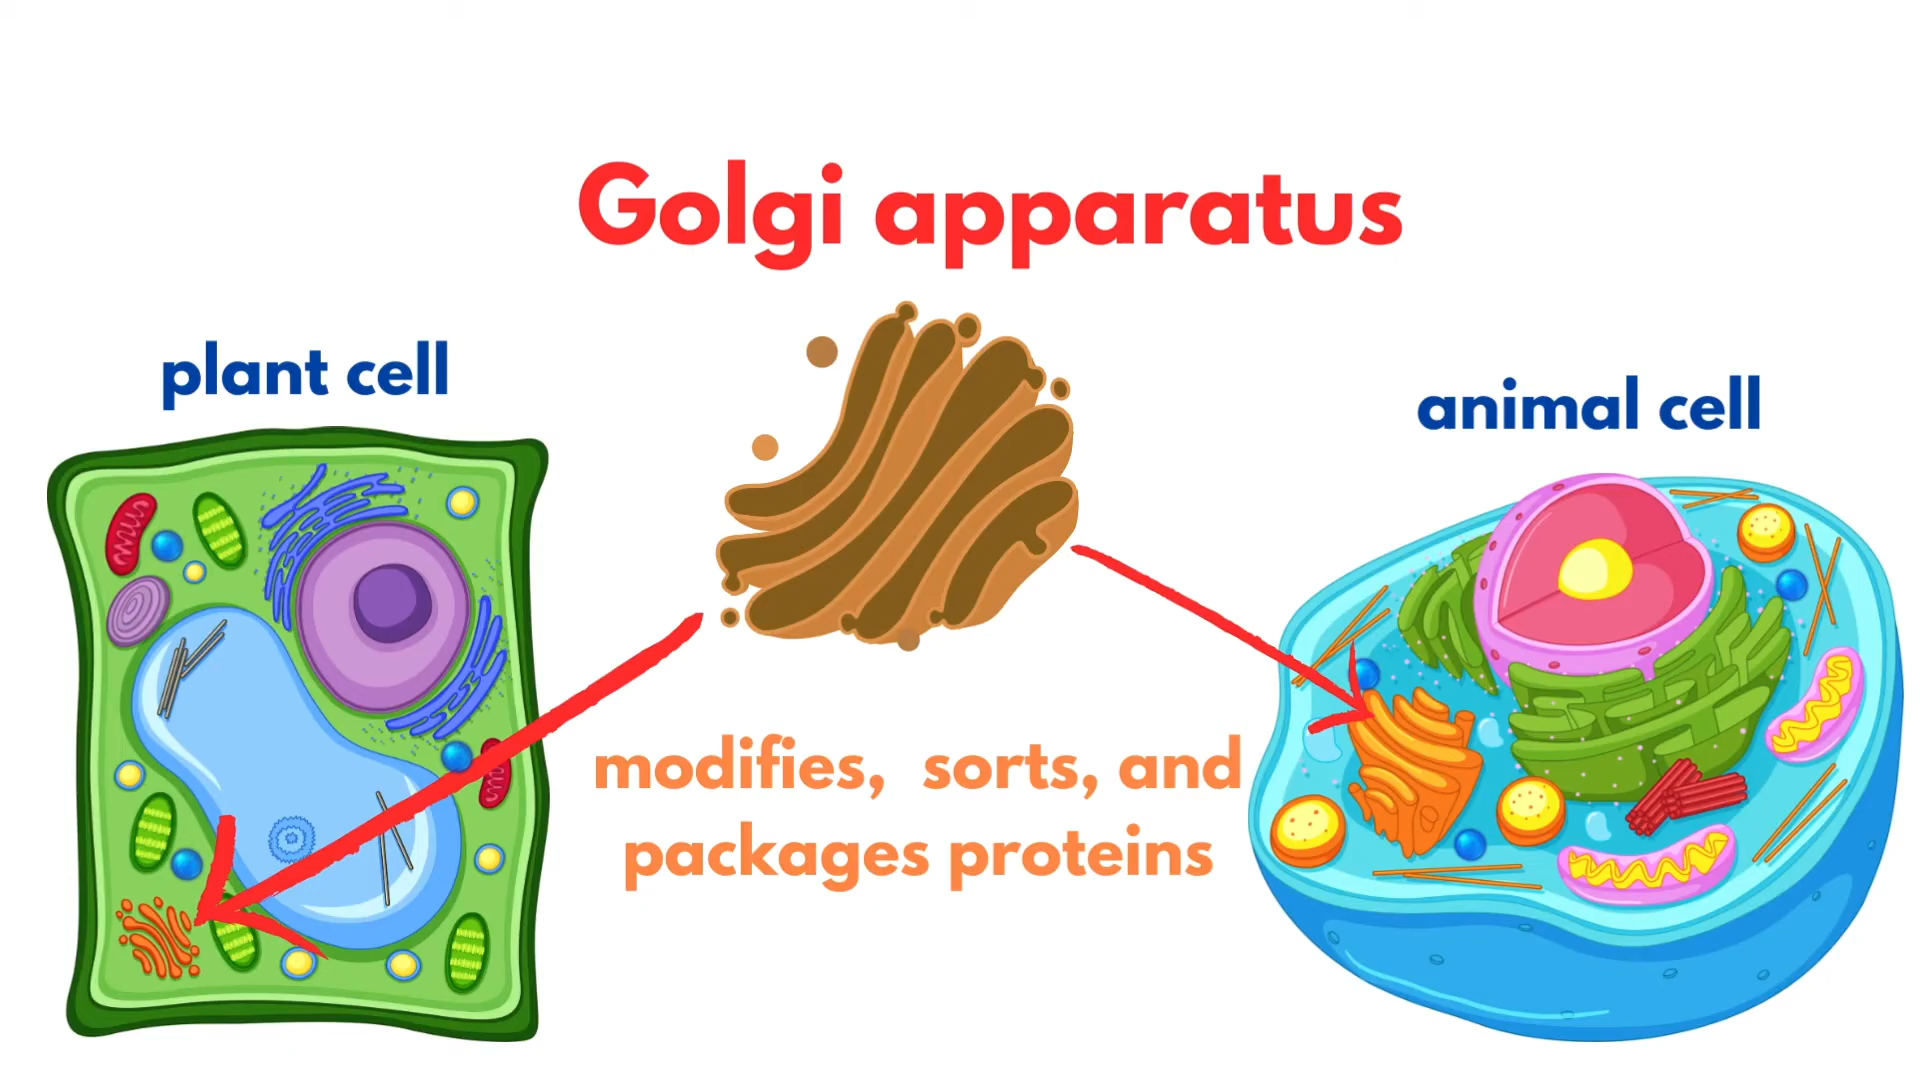 Golgi apparatus
plant cell
animal cell
modifies, sorts, and
packages proteins